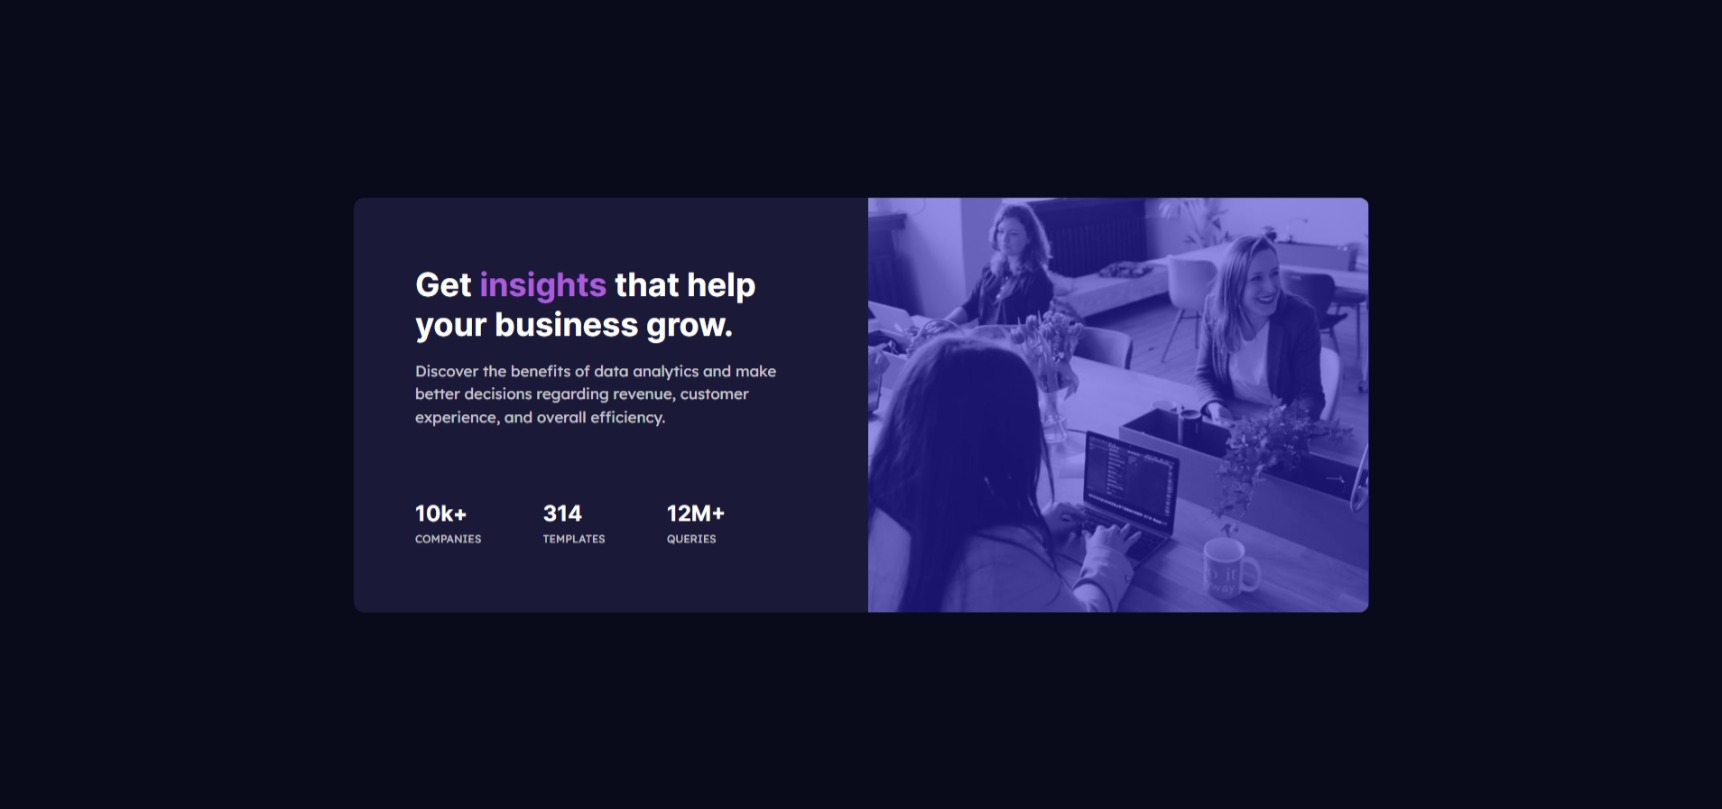 Get insights that help
your business grow.
Discover the benefits of data analytics and make
better decisions regarding revenue, customer
experience, and overall efficiency.
10k+ 314 12M+
COMPANIES TEMPLATES QUERIES